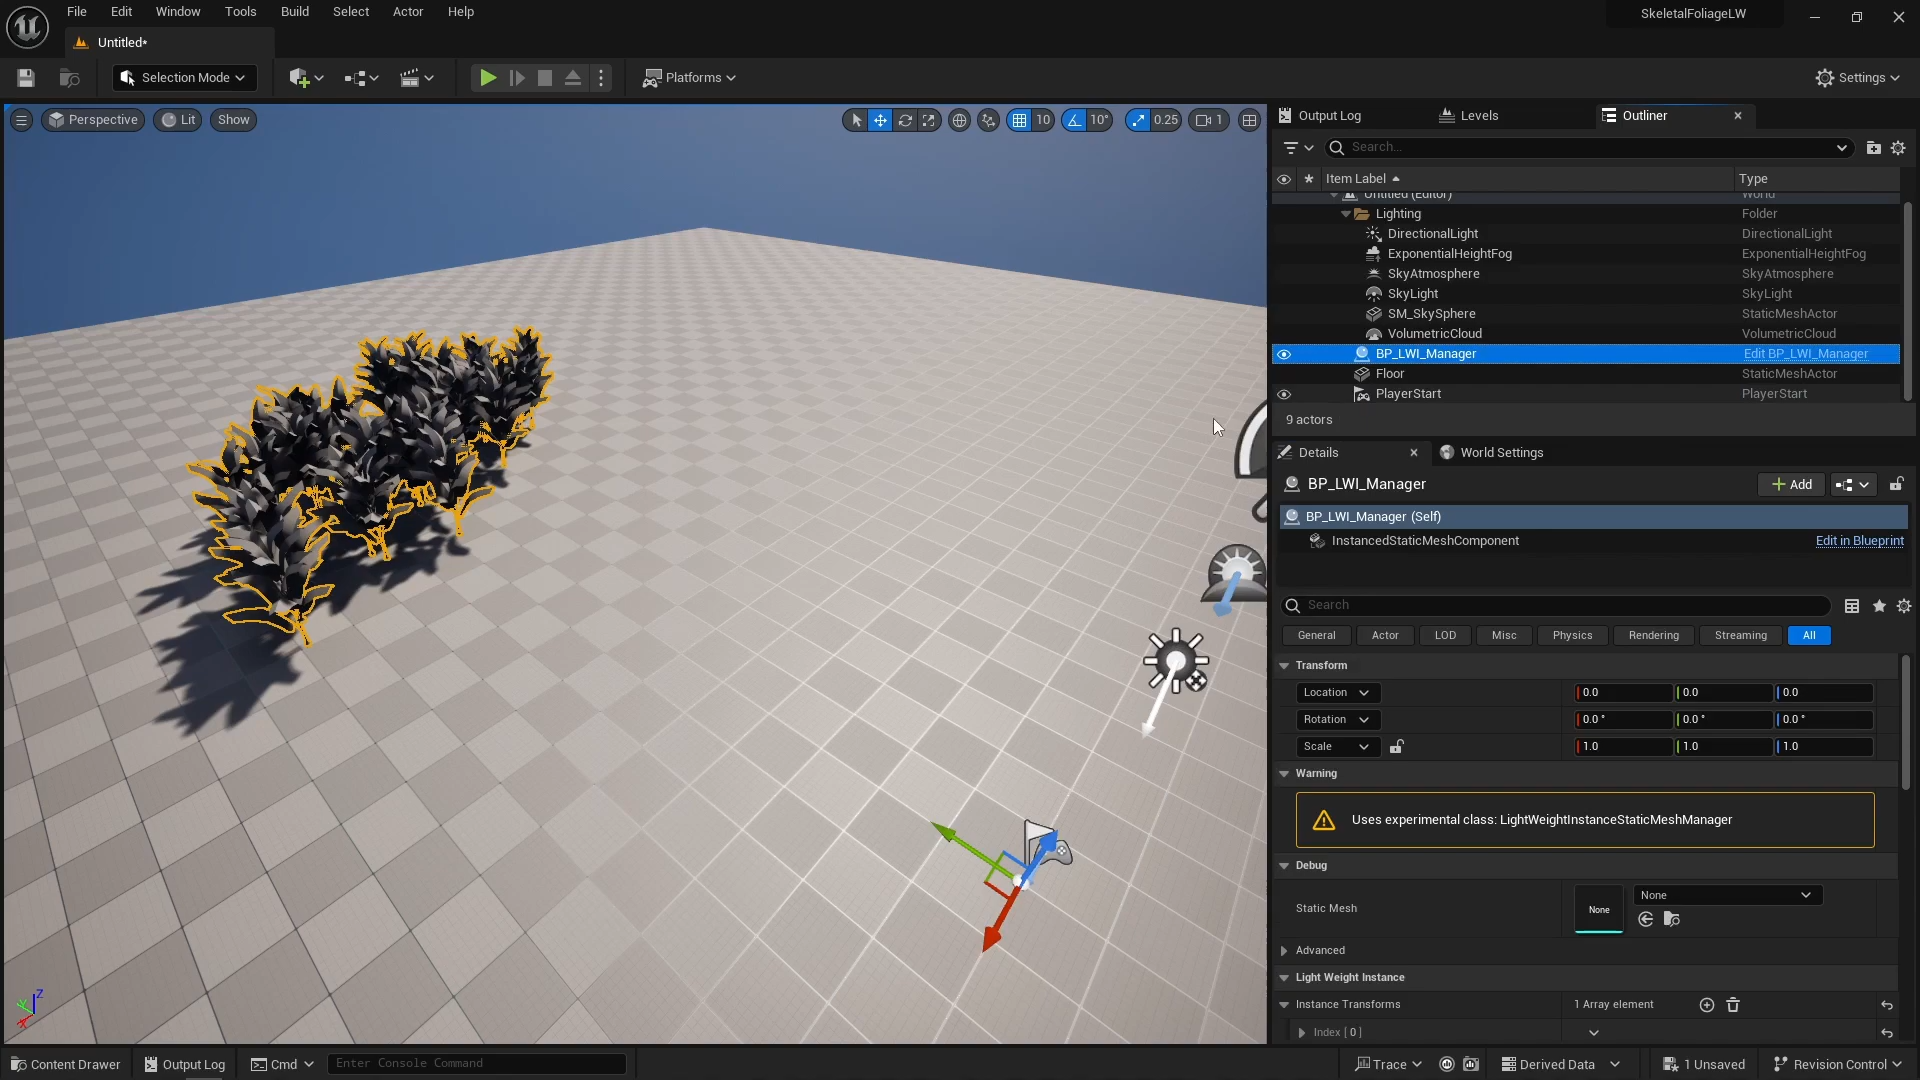 File Edit Window Tools Build Select Actor Help
SkeletalFoliageLW
Untitled*
Selection Mode
Platforms
Settings
Perspective Lit Show
10 10° 0.25 1
Output Log Levels Outliner
Search...
Item Label Type
Untitled (Editor) World
Lighting Folder
DirectionalLight DirectionalLight
ExponentialHeightFog ExponentialHeightFog
SkyAtmosphere SkyAtmosphere
SkyLight SkyLight
SM_SkySphere StaticMeshActor
VolumetricCloud VolumetricCloud
BP_LWI_Manager Edit BP_LWI_Manager
Floor StaticMeshActor
PlayerStart PlayerStart
9 actors
Details World Settings
BP_LWI_Manager
Add
BP_LWI_Manager (Self)
InstancedStaticMeshComponent Edit in Blueprint
Search
General Actor LOD Misc Physics Rendering Streaming All
Transform
Location 0.0 0.0 0.0
Rotation 0.0 ° 0.0 ° 0.0 °
Scale 1.0 1.0 1.0
Warning
Uses experimental class: LightWeightInstanceStaticMeshManager
Debug
Static Mesh None None
Advanced
Light Weight Instance
Instance Transforms 1 Array element
Index [ 0 ]
Z
Y
X
Content Drawer Output Log Cmd Enter Console Command Trace Derived Data 1 Unsaved Revision Control